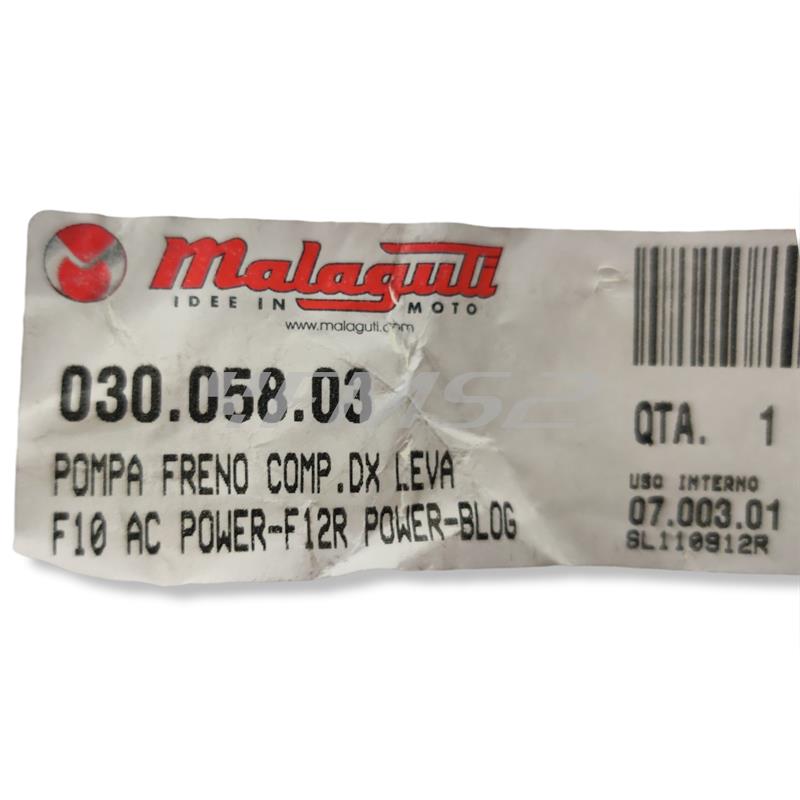 Malaguti
IDEE IN MOTO
www.malaguti.com
030.058.03
POMPA FRENO COMP.DX LEVA
F10 AC POWER-F12R POWER-BLOG
QTA. 1
USO INTERNO
07.003.01
SL110912R